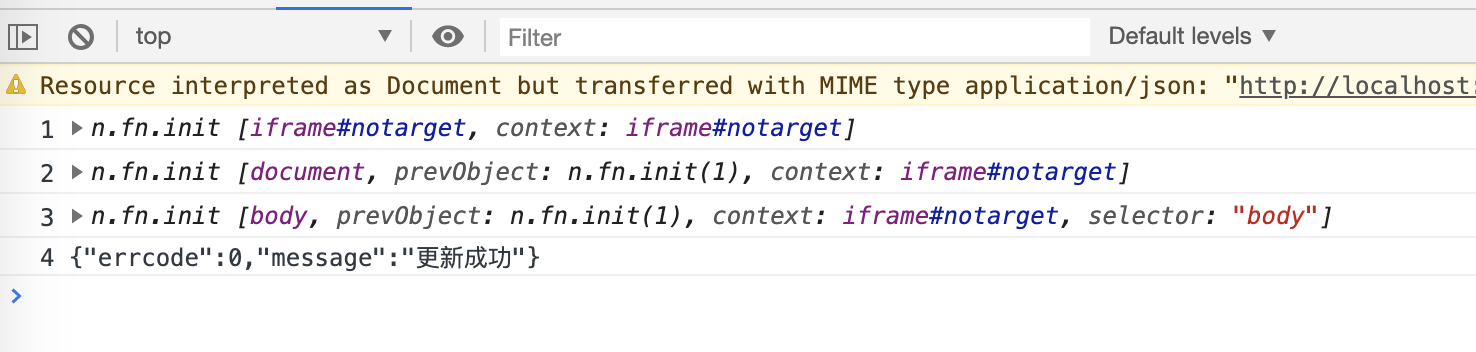 top Filter Default levels
Resource interpreted as Document but transferred with MIME type application/json: "http://localhost:
1 n.fn.init [iframe#notarget, context: iframe#notarget]
2 n.fn.init [document, prevObject: n.fn.init(1), context: iframe#notarget]
3 n.fn.init [body, prevObject: n.fn.init(1), context: iframe#notarget, selector: "body"]
4 {"errcode":0,"message":"更新成功"}